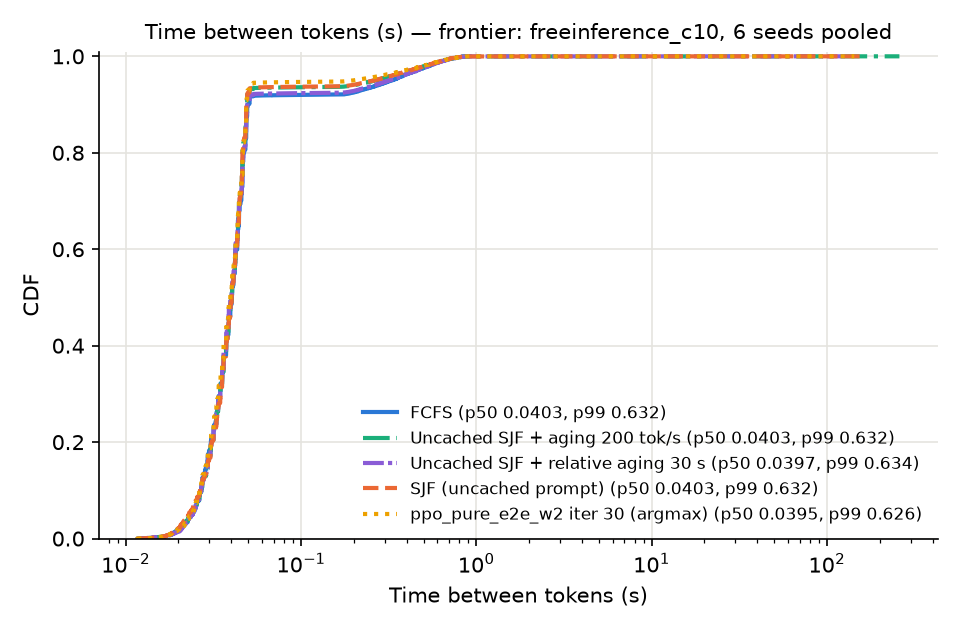 Time between tokens (s) — frontier: freeinference_c10, 6 seeds pooled
1.0
0.8
0.6
0.4
0.2
0.0
CDF
FCFS (p50 0.0403, p99 0.632)
Uncached SJF + aging 200 tok/s (p50 0.0403, p99 0.632)
Uncached SJF + relative aging 30 s (p50 0.0397, p99 0.634)
SJF (uncached prompt) (p50 0.0403, p99 0.632)
ppo_pure_e2e_w2 iter 30 (argmax) (p50 0.0395, p99 0.626)
10⁻² 10⁻¹ 10⁰ 10¹ 10²
Time between tokens (s)